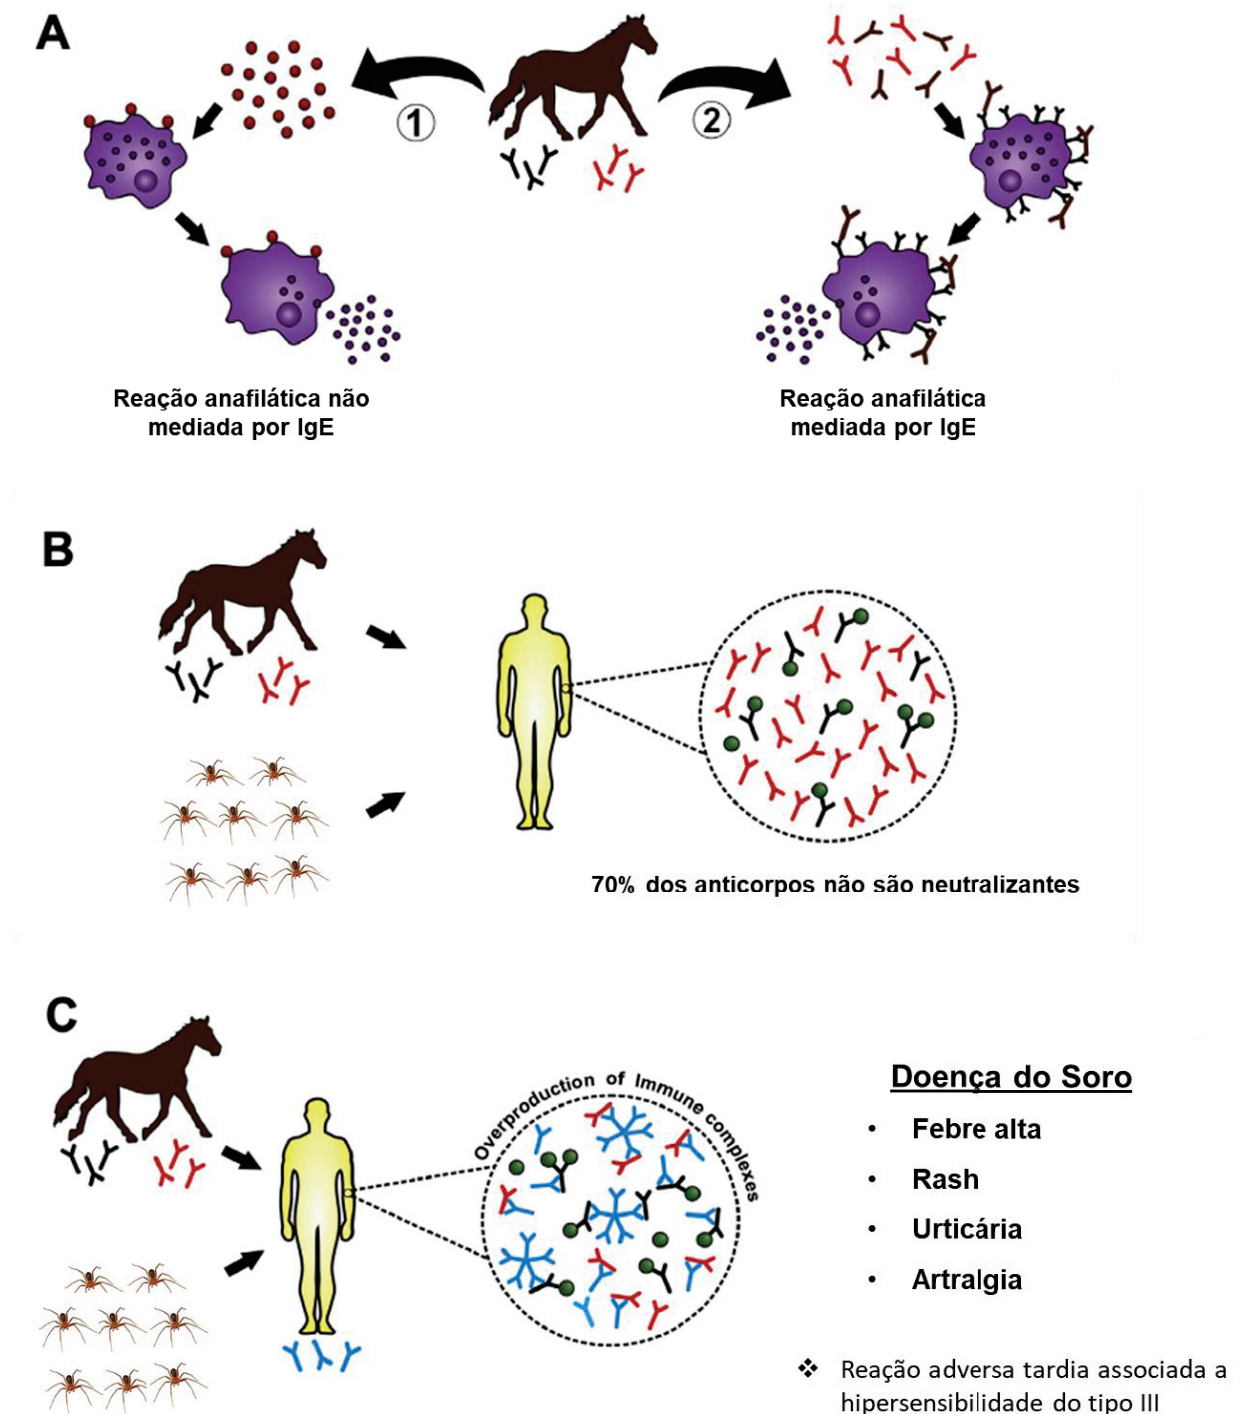 A
1
2
Reação anafilática não
mediada por IgE
Reação anafilática
mediada por IgE
B
70% dos anticorpos não são neutralizantes
C
Overproduction of Immune complexes
Doença do Soro
• Febre alta
• Rash
• Urticária
• Artralgia
❖ Reação adversa tardia associada a
hipersensibilidade do tipo III